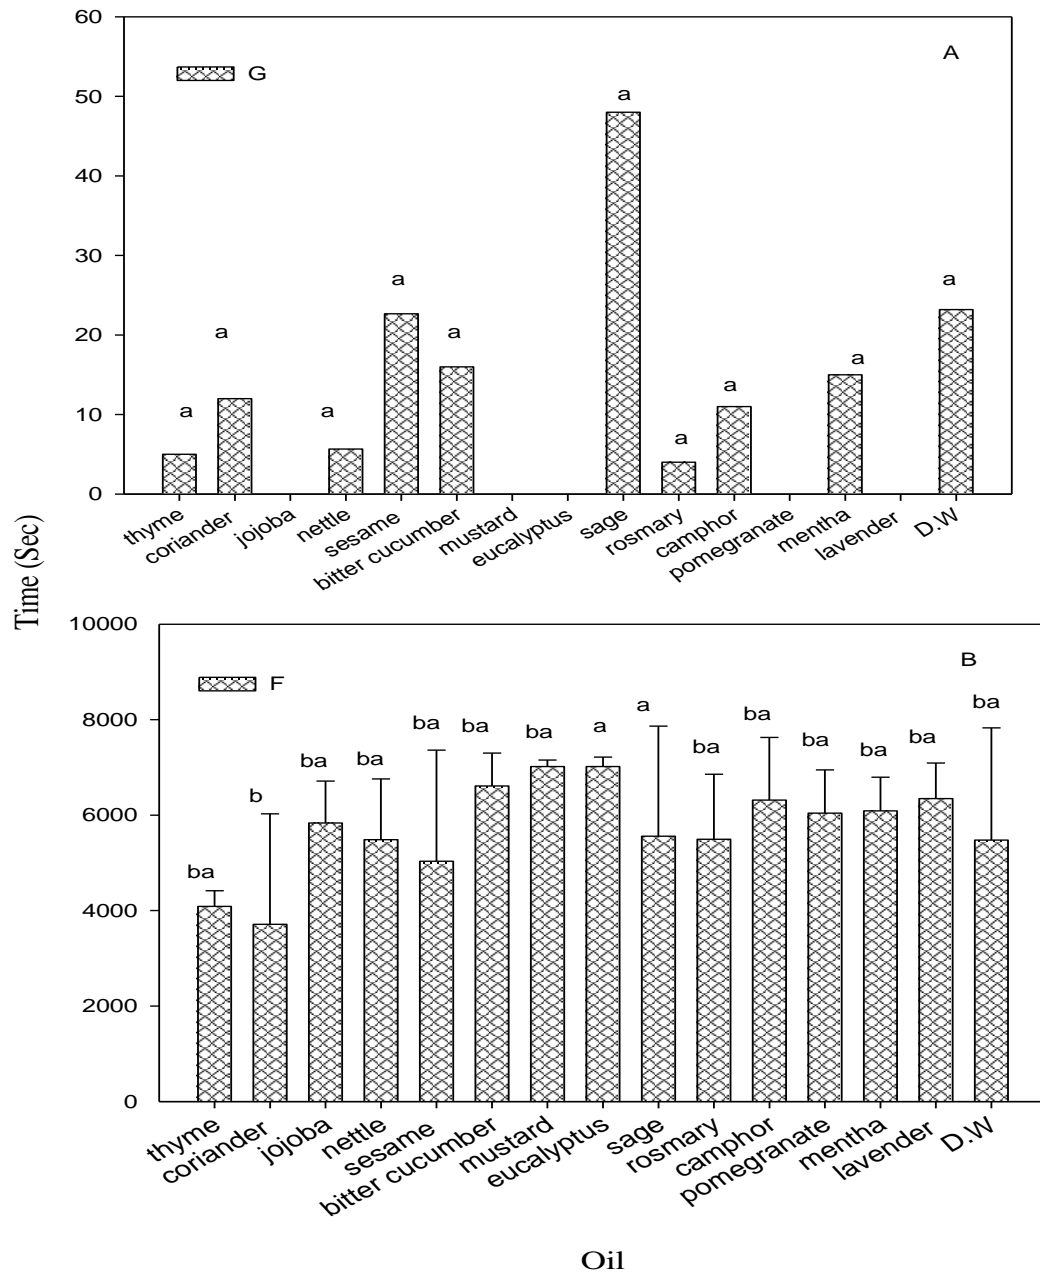 60
A
G
50
a
40
30
a
a
a
20
a
a
a
a
a
10
a
0
thyme
coriander
jojoba
nettle
sesame
bitter cucumber
mustard
eucalyptus
sage
rosmary
camphor
pomegranate
mentha
lavender
D.W
Time (Sec)
10000
B
F
8000
ba
a
ba
ba
ba
ba
a
ba
ba
ba
ba
ba
ba
b
6000
ba
4000
2000
0
thyme
coriander
jojoba
nettle
sesame
bitter cucumber
mustard
eucalyptus
sage
rosmary
camphor
pomegranate
mentha
lavender
D.W
Oil